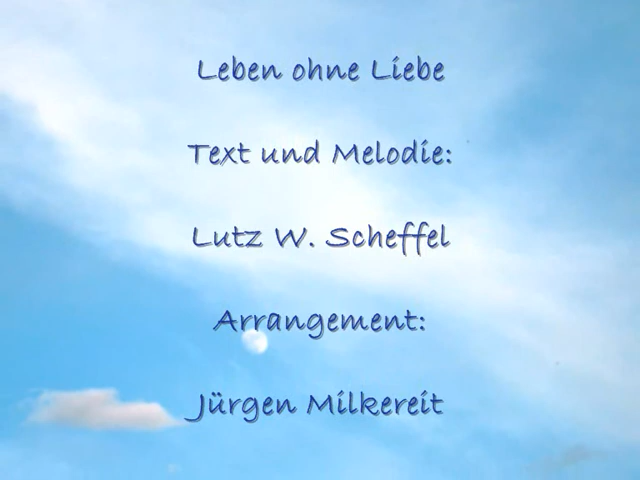 Leben ohne Liebe
Text und Melodie:
Lutz W. Scheffel
Arrangement:
Jürgen Milkereit